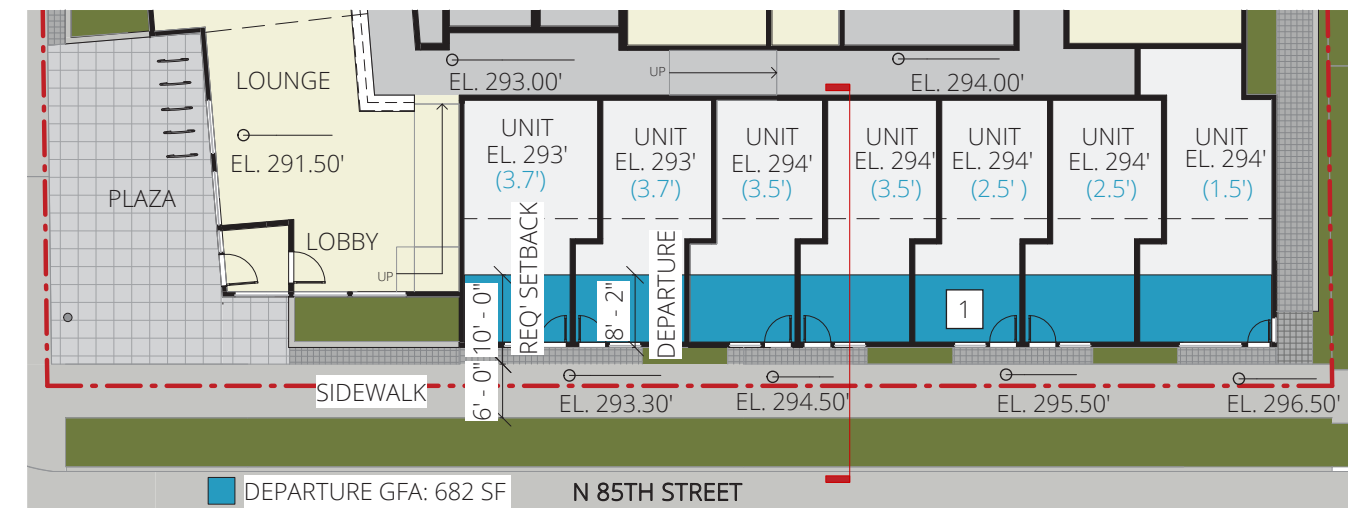 LOUNGE
EL. 291.50'
PLAZA
LOBBY
UP
EL. 293.00'
UP
EL. 294.00'
UNIT
EL. 293'
(3.7')
UNIT
EL. 293'
(3.7')
UNIT
EL. 294'
(3.5')
UNIT
EL. 294'
(3.5')
UNIT
EL. 294'
(2.5' )
UNIT
EL. 294'
(2.5')
UNIT
EL. 294'
(1.5')
10' - 0"
REQ' SETBACK
8' - 2"
DEPARTURE
1
6' - 0"
SIDEWALK
EL. 293.30'
EL. 294.50'
EL. 295.50'
EL. 296.50'
DEPARTURE GFA: 682 SF
N 85TH STREET